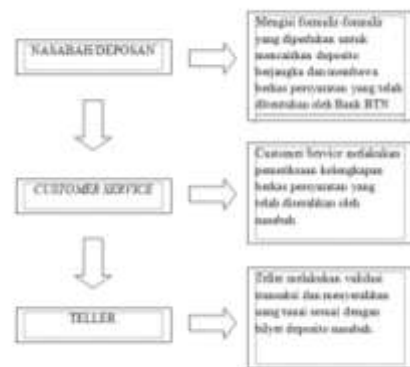 NASABAH/DEPOSAN
Mengisi formulir-formulir
yang diperlukan untuk
mencairkan deposito
berjangka dan membawa
berkas persyaratan yang telah
ditentukan oleh Bank BTN
CUSTOMER SERVICE
Customer Service melakukan
pemeriksaan kelengkapan
berkas persyaratan yang
telah diserahkan oleh
nasabah.
TELLER
Teller melakukan validasi
transaksi dan menyerahkan
uang tunai sesuai dengan
bilyet deposito nasabah.